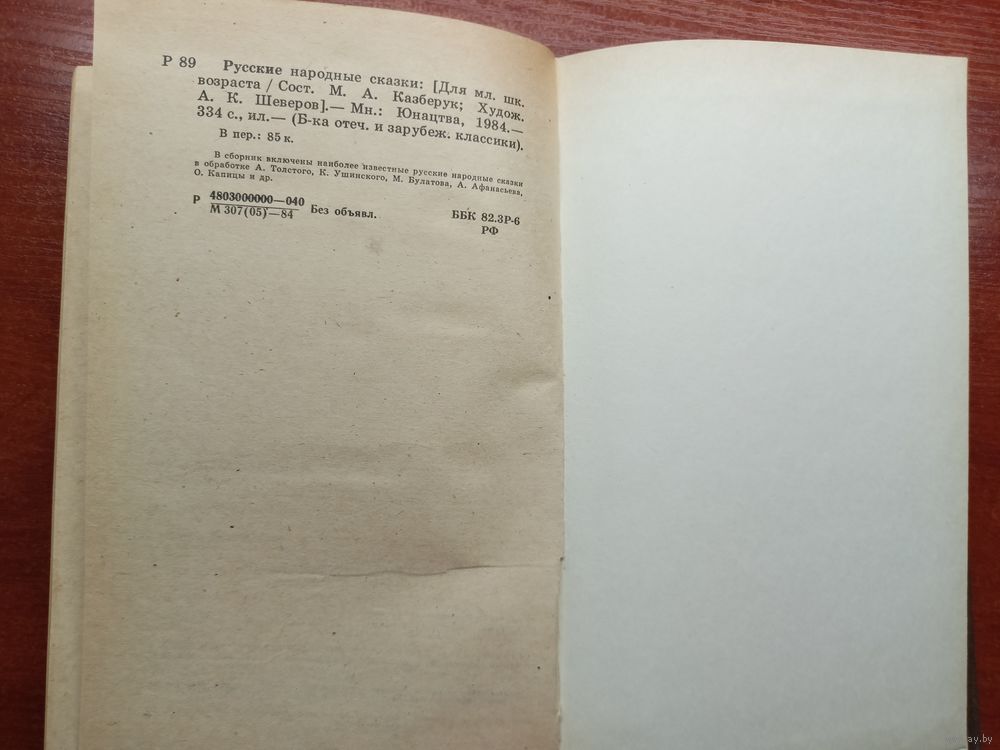 Р 89 Русские народные сказки: [Для мл. шк.
возраста / Сост. М. А. Казберук; Худож.
А. К. Шеверов].— Мн.: Юнацтва, 1984.—
334 с., ил.— (Б-ка отеч. и зарубеж. классики).
В пер.: 85 к.
В сборник включены наиболее известные русские народные сказки
в обработке А. Толстого, К. Ушинского, М. Булатова, А. Афанасьева,
О. Капицы и др.
Р 4803000000—040
М 307(05)—84 Без объявл.
ББК 82.3Р-6
РФ